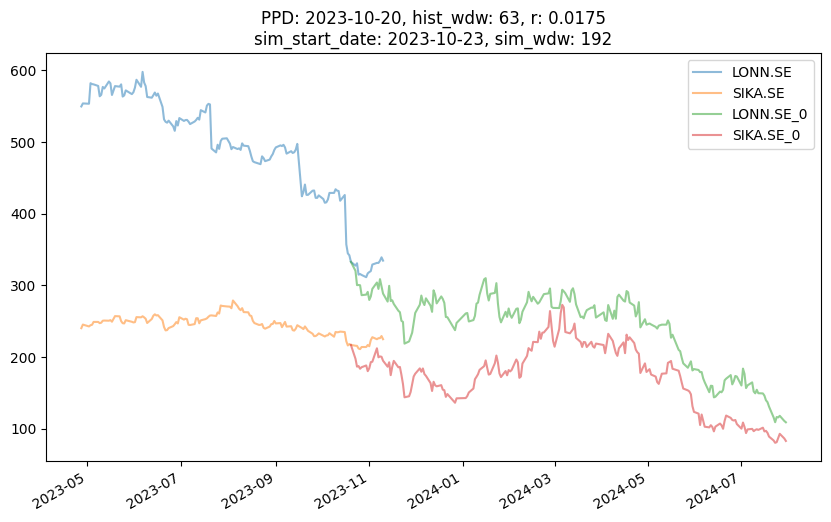 PPD: 2023-10-20, hist_wdw: 63, r: 0.0175
sim_start_date: 2023-10-23, sim_wdw: 192
LONN.SE
SIKA.SE
LONN.SE_0
SIKA.SE_0
600
500
400
300
200
100
2023-05
2023-07
2023-09
2023-11
2024-01
2024-03
2024-05
2024-07